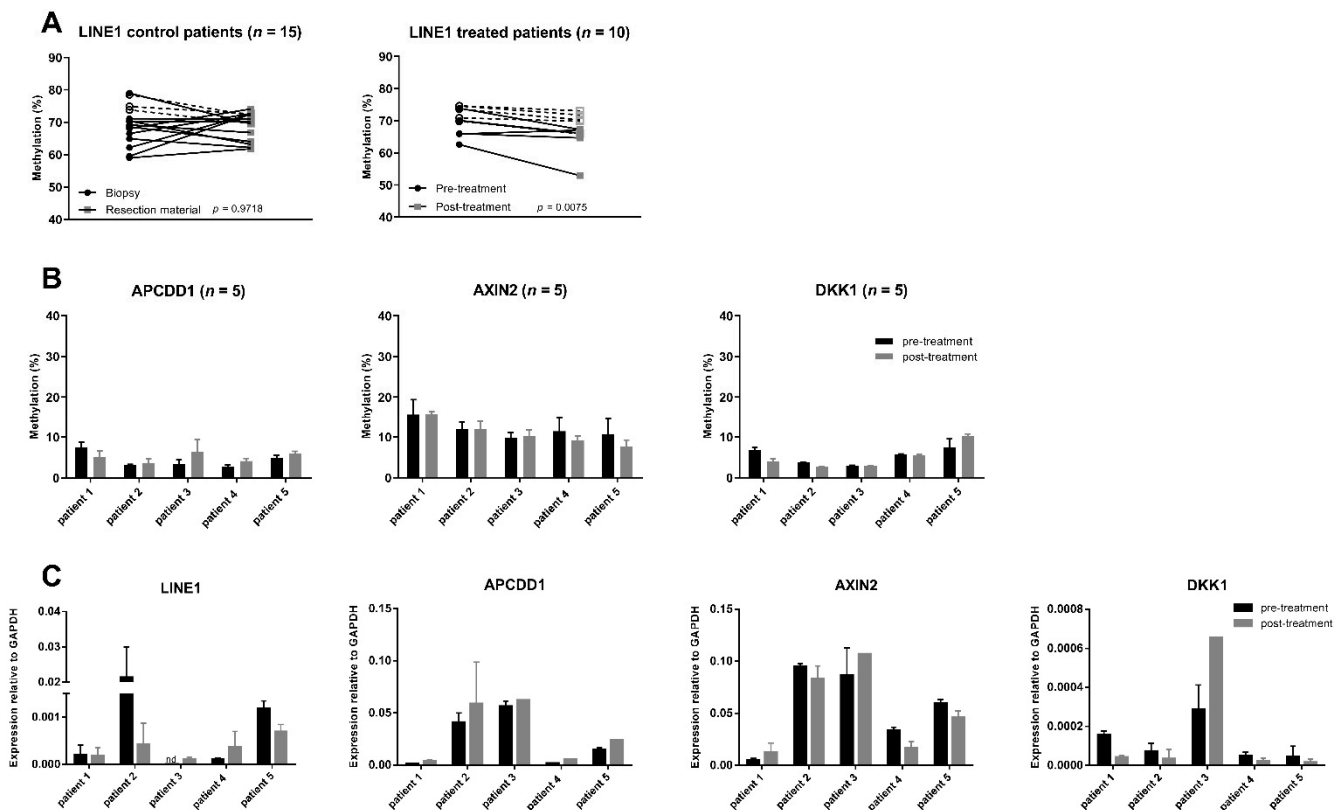 A
LINE1 control patients (n = 15)
LINE1 treated patients (n = 10)
Methylation (%)
90
80
70
60
50
40
Biopsy
Resection material
p = 0.9718
Methylation (%)
90
80
70
60
50
40
Pre-treatment
Post-treatment
p = 0.0075
B
APCDD1 (n = 5)
AXIN2 (n = 5)
DKK1 (n = 5)
Methylation (%)
40
30
20
10
0
patient 1
patient 2
patient 3
patient 4
patient 5
Methylation (%)
40
30
20
10
0
patient 1
patient 2
patient 3
patient 4
patient 5
Methylation (%)
40
30
20
10
0
pre-treatment
post-treatment
patient 1
patient 2
patient 3
patient 4
patient 5
C
LINE1
APCDD1
AXIN2
DKK1
Expression relative to GAPDH
0.04
0.03
0.02
0.001
0.000
nd
patient 1
patient 2
patient 3
patient 4
patient 5
Expression relative to GAPDH
0.15
0.10
0.05
0.00
patient 1
patient 2
patient 3
patient 4
patient 5
Expression relative to GAPDH
0.15
0.10
0.05
0.00
patient 1
patient 2
patient 3
patient 4
patient 5
Expression relative to GAPDH
0.0008
0.0006
0.0004
0.0002
0.0000
pre-treatment
post-treatment
patient 1
patient 2
patient 3
patient 4
patient 5